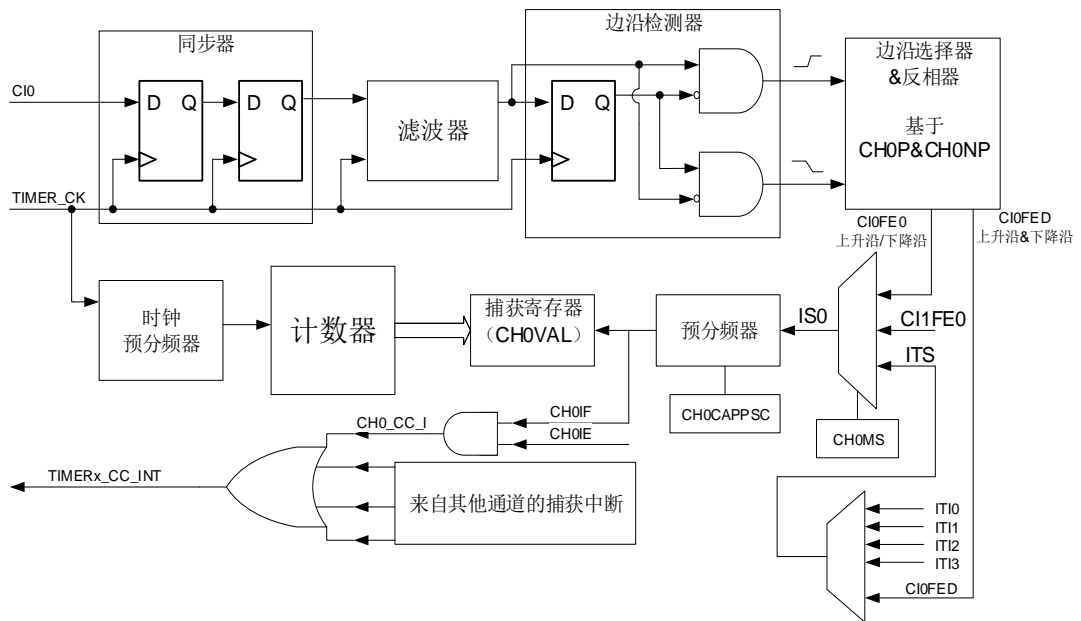 同步器
边沿检测器
CI0
D Q
D Q
滤波器
D Q
边沿选择器
&反相器
基于
CH0P&CH0NP
TIMER_CK
CI0FE0
上升沿/下降沿
CI0FED
上升沿&下降沿
时钟
预分频器
计数器
捕获寄存器
（CH0VAL）
预分频器
IS0
CI1FE0
ITS
CH0CAPPSC
CH0MS
CH0_CC_I
CH0IF
CH0IE
TIMERx_CC_INT
来自其他通道的捕获中断
ITI0
ITI1
ITI2
ITI3
CI0FED